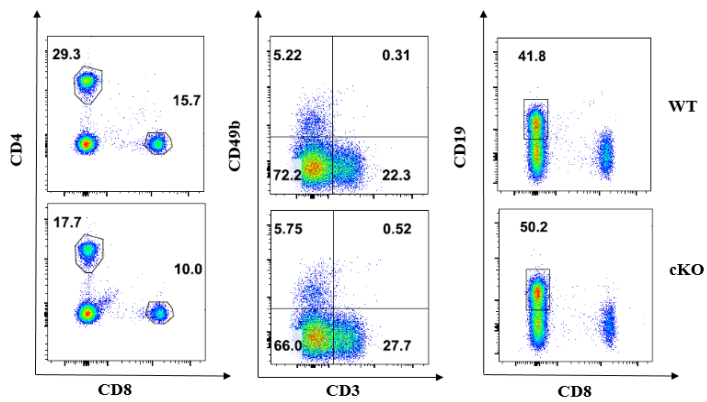 29.3
15.7
CD4
5.22
0.31
72.2
22.3
CD49b
41.8
CD19
WT
17.7
10.0
CD8
5.75
0.52
66.0
27.7
CD3
50.2
CD8
cKO